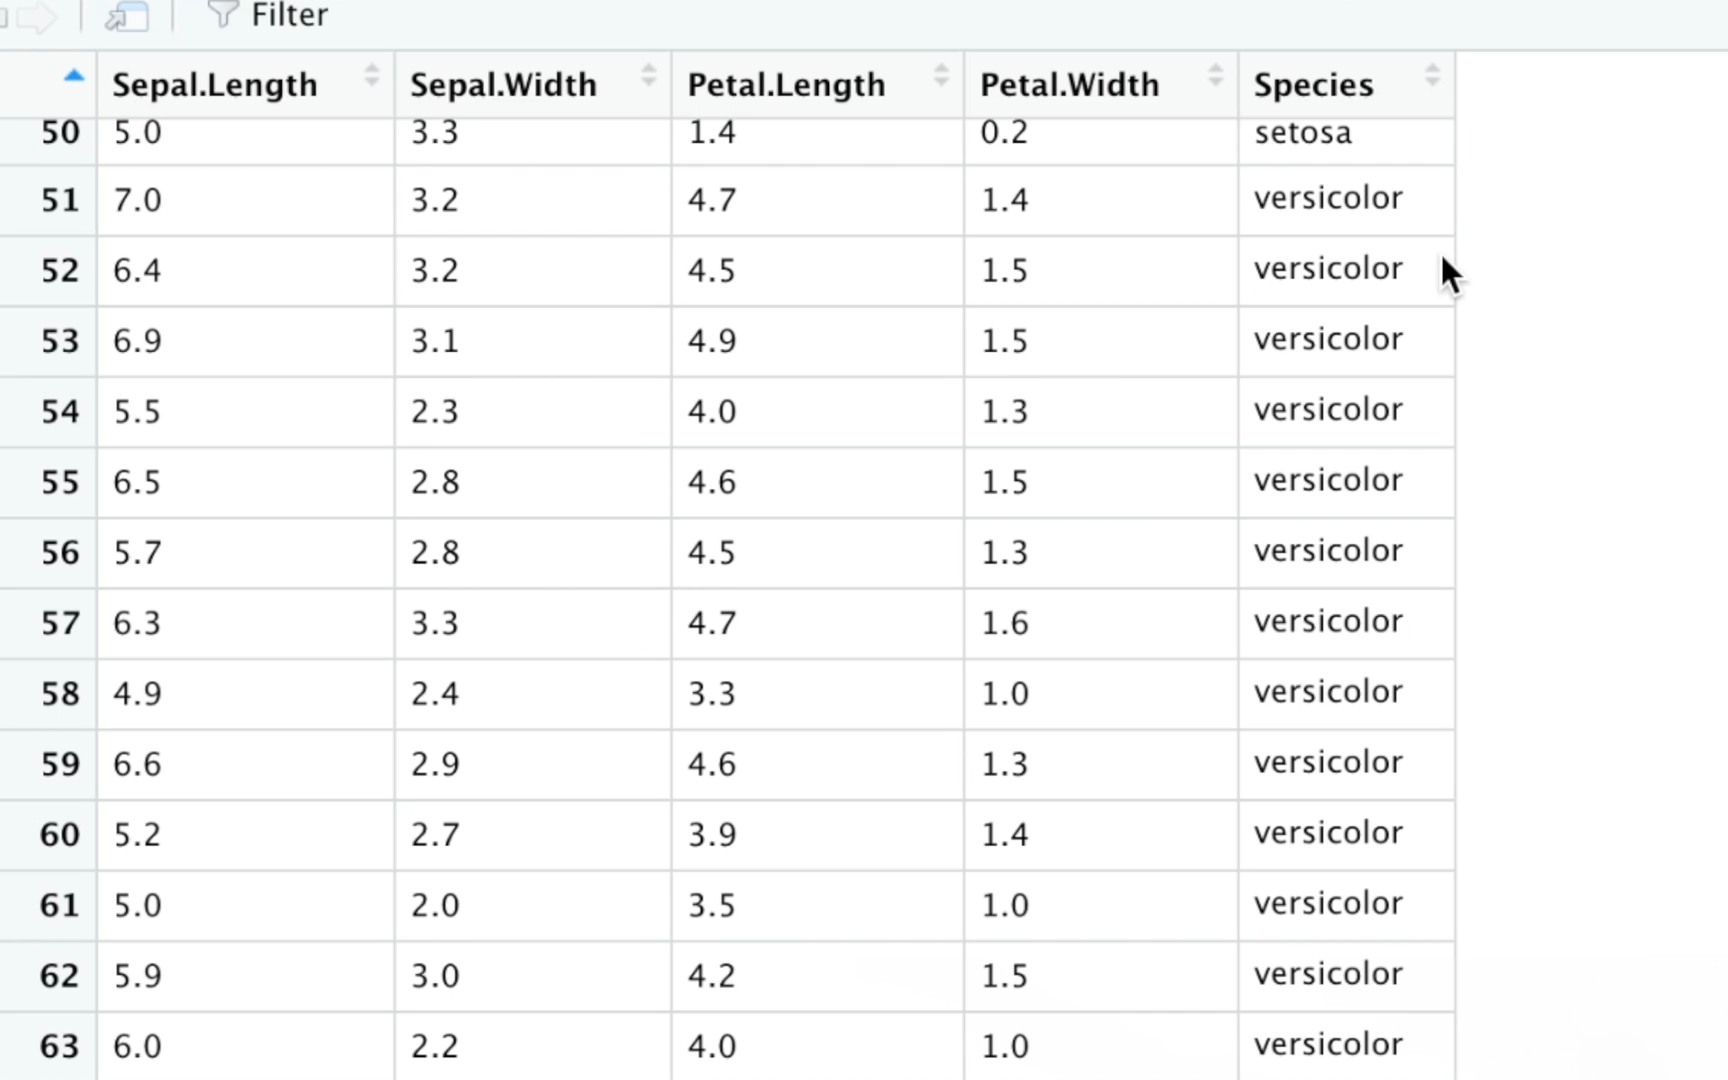 Filter
Sepal.Length Sepal.Width Petal.Length Petal.Width Species
50 5.0 3.3 1.4 0.2 setosa
51 7.0 3.2 4.7 1.4 versicolor
52 6.4 3.2 4.5 1.5 versicolor
53 6.9 3.1 4.9 1.5 versicolor
54 5.5 2.3 4.0 1.3 versicolor
55 6.5 2.8 4.6 1.5 versicolor
56 5.7 2.8 4.5 1.3 versicolor
57 6.3 3.3 4.7 1.6 versicolor
58 4.9 2.4 3.3 1.0 versicolor
59 6.6 2.9 4.6 1.3 versicolor
60 5.2 2.7 3.9 1.4 versicolor
61 5.0 2.0 3.5 1.0 versicolor
62 5.9 3.0 4.2 1.5 versicolor
63 6.0 2.2 4.0 1.0 versicolor